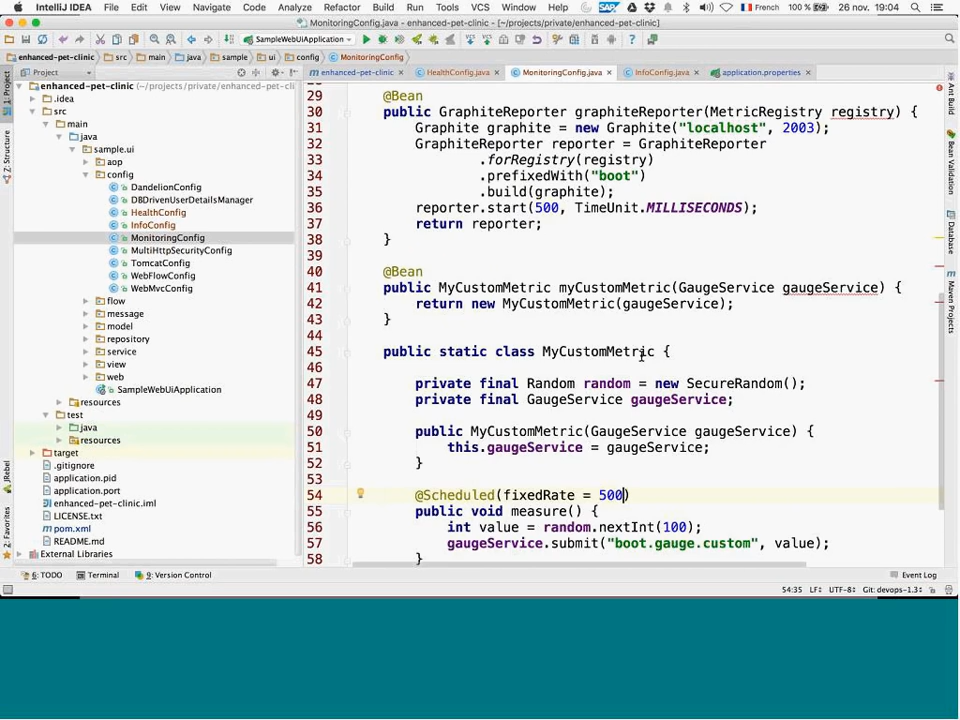 IntelliJ IDEA File Edit View Navigate Code Analyze Refactor Build Run Tools VCS Window Help SAP French 100 % 26 nov. 19:04
MonitoringConfig.java - enhanced-pet-clinic - [~/projects/private/enhanced-pet-clinic]
SampleWebUiApplication
enhanced-pet-clinic src main java sample ui config MonitoringConfig
Project
enhanced-pet-clinic HealthConfig.java MonitoringConfig.java InfoConfig.java application.properties
enhanced-pet-clinic (~/projects/private/enhanced-pet-cli
.idea
src
main
java
sample.ui
aop
config
DandelionConfig
DBDrivenUserDetailsManager
HealthConfig
InfoConfig
MonitoringConfig
MultiHttpSecurityConfig
TomcatConfig
WebFlowConfig
WebMvcConfig
flow
message
model
repository
service
view
web
SampleWebUiApplication
resources
test
java
resources
target
.gitignore
application.pid
application.port
enhanced-pet-clinic.iml
LICENSE.txt
pom.xml
README.md
External Libraries
1: Project
7: Structure
JRebel
2: Favorites
29 @Bean
30 public GraphiteReporter graphiteReporter(MetricRegistry registry) {
31 Graphite graphite = new Graphite("localhost", 2003);
32 GraphiteReporter reporter = GraphiteReporter
33 .forRegistry(registry)
34 .prefixedWith("boot")
35 .build(graphite);
36 reporter.start(500, TimeUnit.MILLISECONDS);
37 return reporter;
38 }
39
40 @Bean
41 public MyCustomMetric myCustomMetric(GaugeService gaugeService) {
42 return new MyCustomMetric(gaugeService);
43 }
44
45 public static class MyCustomMetric {
46
47 private final Random random = new SecureRandom();
48 private final GaugeService gaugeService;
49
50 public MyCustomMetric(GaugeService gaugeService) {
51 this.gaugeService = gaugeService;
52 }
53
54 @Scheduled(fixedRate = 500)
55 public void measure() {
56 int value = random.nextInt(100);
57 gaugeService.submit("boot.gauge.custom", value);
58 }
Ant Build
Bean Validation
Database
Maven Projects
6: TODO Terminal 9: Version Control Event Log
54:35 LF÷ UTF-8÷ Git: devops-1.3÷